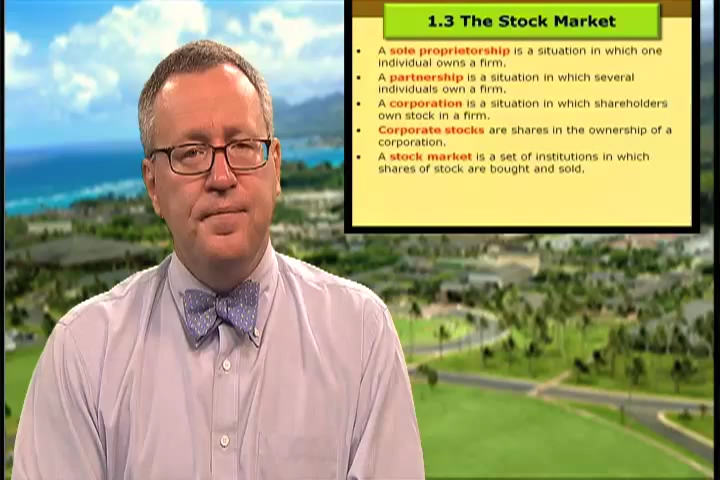 1.3 The Stock Market
• A sole proprietorship is a situation in which one
individual owns a firm.
• A partnership is a situation in which several
individuals own a firm.
• A corporation is a situation in which shareholders
own stock in a firm.
• Corporate stocks are shares in the ownership of a
corporation.
• A stock market is a set of institutions in which
shares of stock are bought and sold.